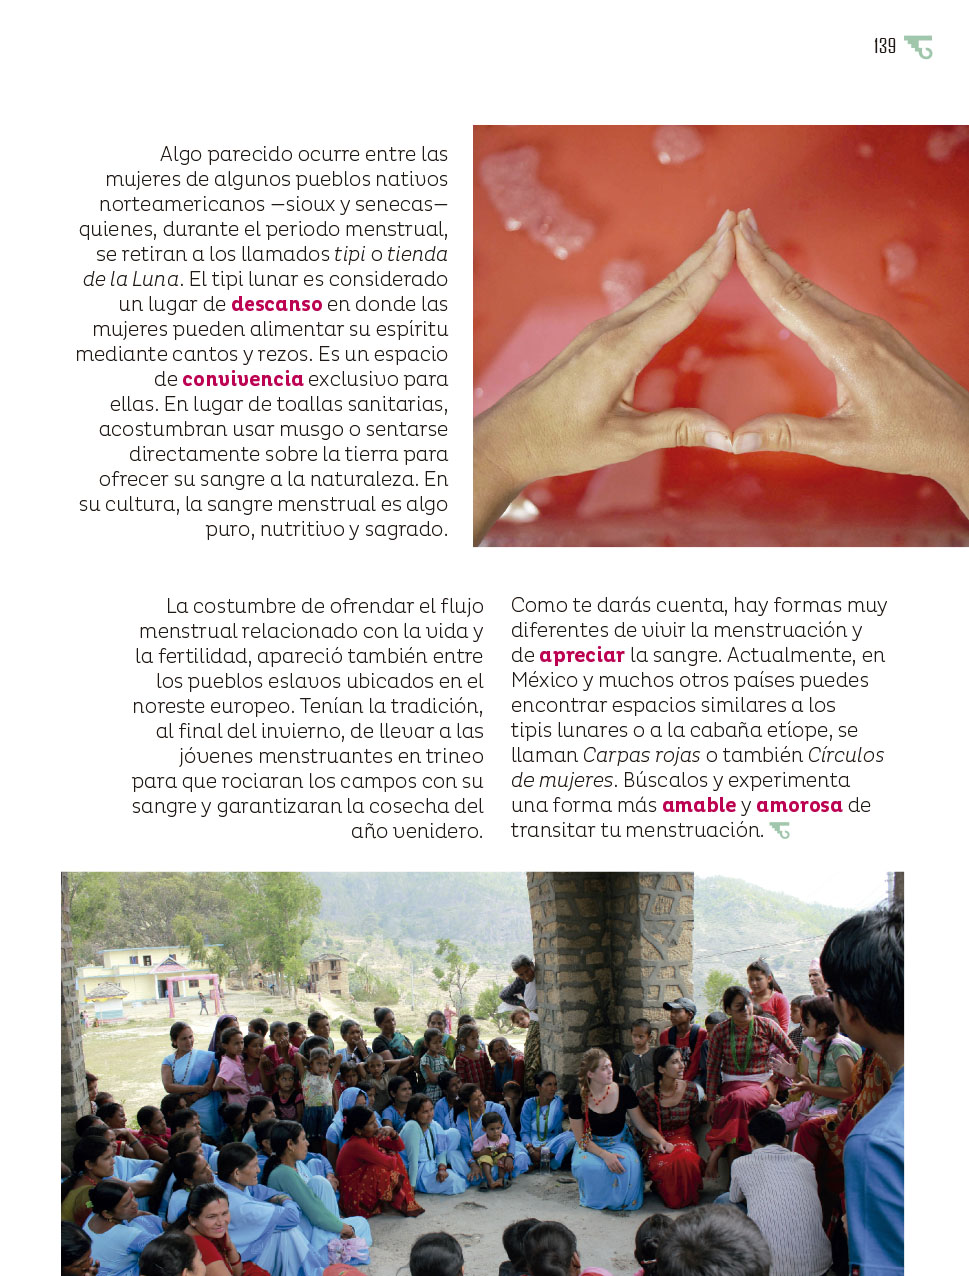 139
Algo parecido ocurre entre las
mujeres de algunos pueblos nativos
norteamericanos —sioux y senecas—
quienes, durante el periodo menstrual,
se retiran a los llamados tipi o tienda
de la Luna. El tipi lunar es considerado
un lugar de descanso en donde las
mujeres pueden alimentar su espíritu
mediante cantos y rezos. Es un espacio
de convivencia exclusivo para
ellas. En lugar de toallas sanitarias,
acostumbran usar musgo o sentarse
directamente sobre la tierra para
ofrecer su sangre a la naturaleza. En
su cultura, la sangre menstrual es algo
puro, nutritivo y sagrado.
La costumbre de ofrendar el flujo
menstrual relacionado con la vida y
la fertilidad, apareció también entre
los pueblos eslavos ubicados en el
noreste europeo. Tenían la tradición,
al final del invierno, de llevar a las
jóvenes menstruantes en trineo
para que rociaran los campos con su
sangre y garantizaran la cosecha del
año venidero.
Como te darás cuenta, hay formas muy
diferentes de vivir la menstruación y
de apreciar la sangre. Actualmente, en
México y muchos otros países puedes
encontrar espacios similares a los
tipis lunares o a la cabaña etíope, se
llaman Carpas rojas o también Círculos
de mujeres. Búscalos y experimenta
una forma más amable y amorosa de
transitar tu menstruación.